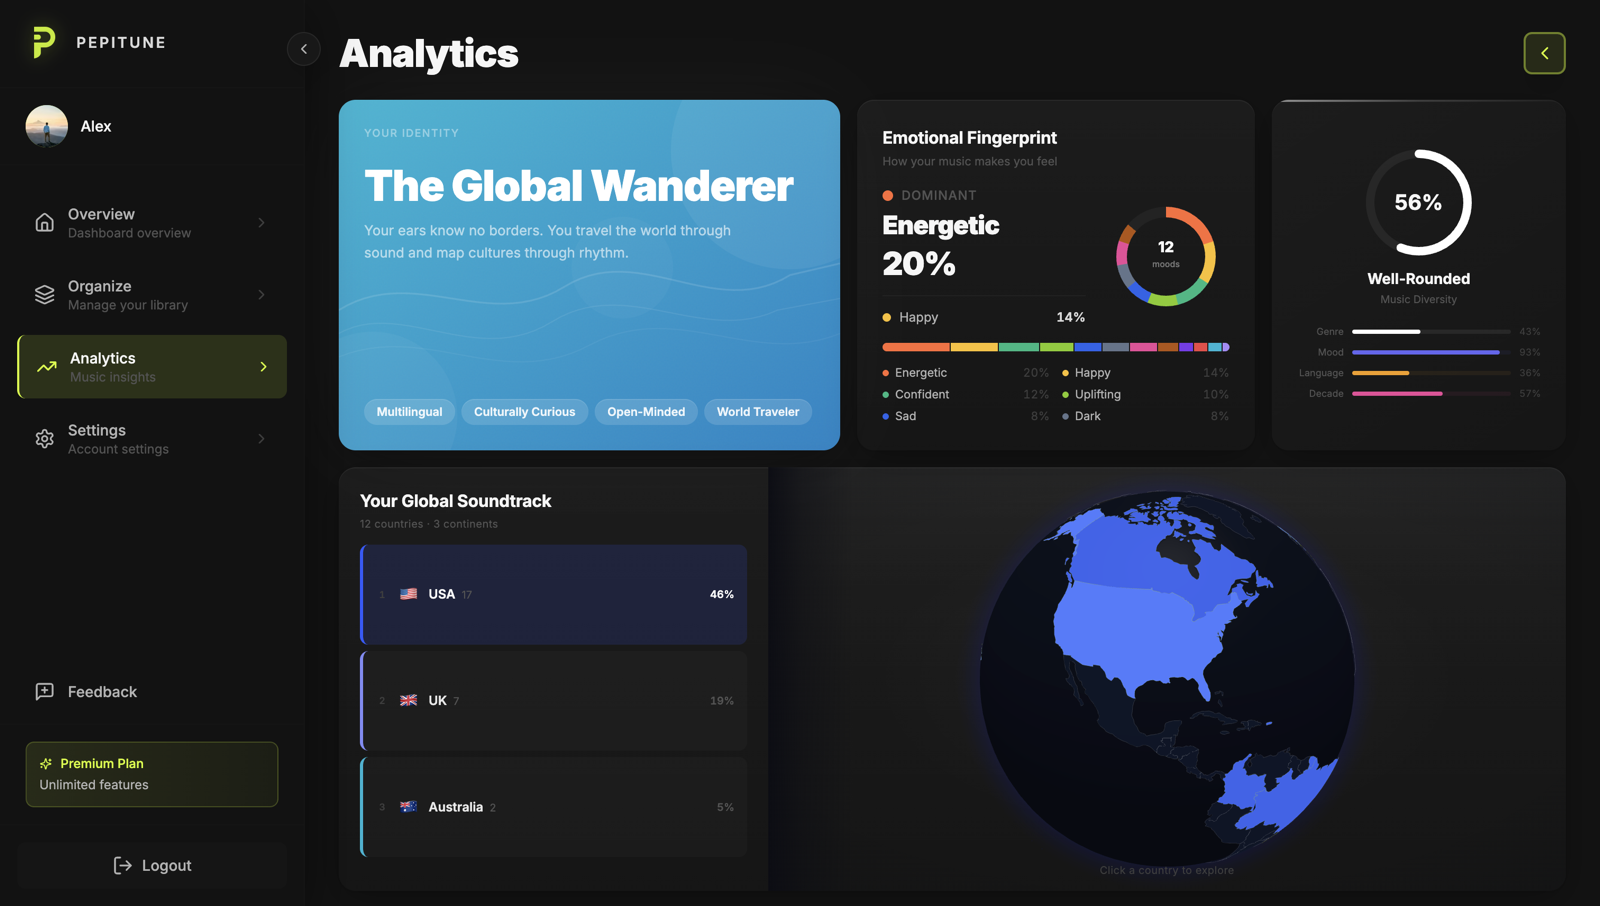 PEPITUNE
Alex
Overview
Dashboard overview
Organize
Manage your library
Analytics
Music insights
Settings
Account settings
Feedback
Premium Plan
Unlimited features
Logout
Analytics
YOUR IDENTITY
The Global Wanderer
Your ears know no borders. You travel the world through
sound and map cultures through rhythm.
Multilingual
Culturally Curious
Open-Minded
World Traveler
Emotional Fingerprint
How your music makes you feel
DOMINANT
Energetic
20%
12
moods
Happy 14%
Energetic 20%
Happy 14%
Confident 12%
Uplifting 10%
Sad 8%
Dark 8%
56%
Well-Rounded
Music Diversity
Genre 43%
Mood 93%
Language 36%
Decade 57%
Your Global Soundtrack
12 countries · 3 continents
1 USA 17 46%
2 UK 7 19%
3 Australia 2 5%
Click a country to explore